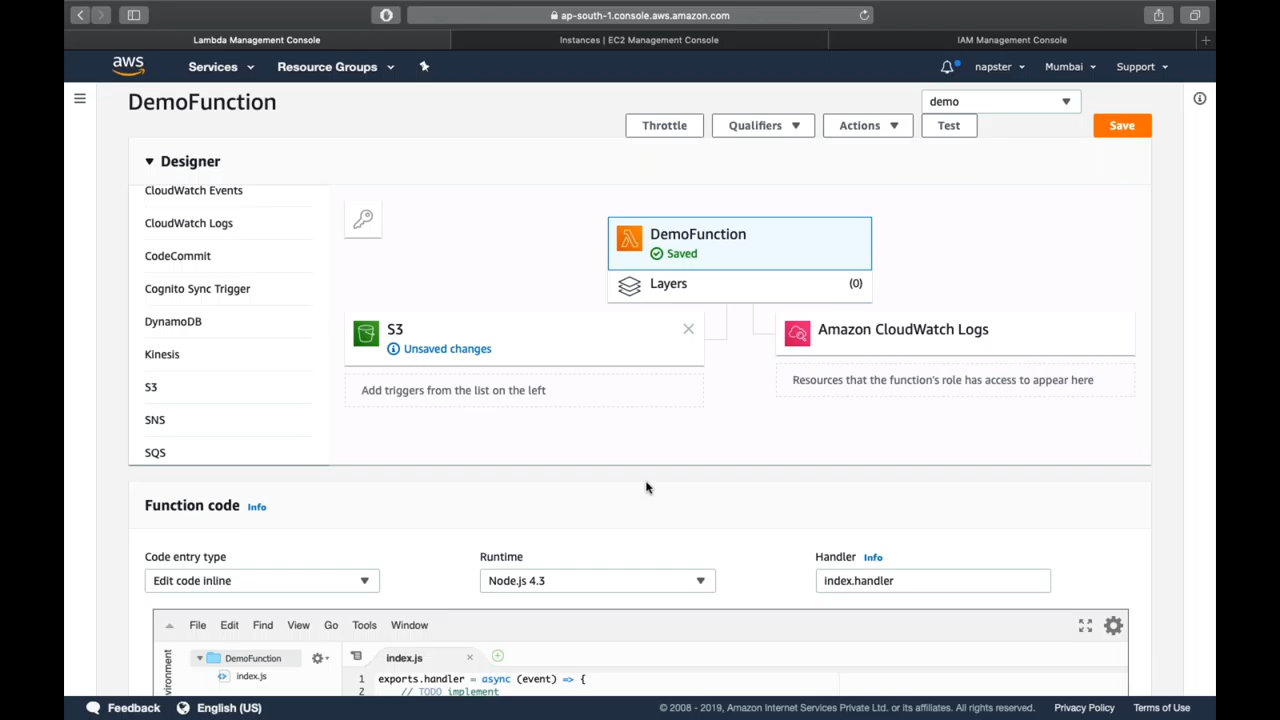 ap-south-1.console.aws.amazon.com
Lambda Management Console
Instances | EC2 Management Console
IAM Management Console
aws
Services
Resource Groups
napster
Mumbai
Support
DemoFunction
demo
Throttle
Qualifiers
Actions
Test
Save
Designer
CloudWatch Events
CloudWatch Logs
CodeCommit
Cognito Sync Trigger
DynamoDB
Kinesis
S3
SNS
SQS
DemoFunction
Saved
Layers
(0)
S3
Unsaved changes
Add triggers from the list on the left
Amazon CloudWatch Logs
Resources that the function's role has access to appear here
Function code Info
Code entry type
Edit code inline
Runtime
Node.js 4.3
Handler Info
index.handler
File Edit Find View Go Tools Window
DemoFunction
index.js
index.js
1 exports.handler = async (event) => {
2 // TODO implement
Feedback
English (US)
© 2008 - 2019, Amazon Internet Services Private Ltd. or its affiliates. All rights reserved.
Privacy Policy
Terms of Use